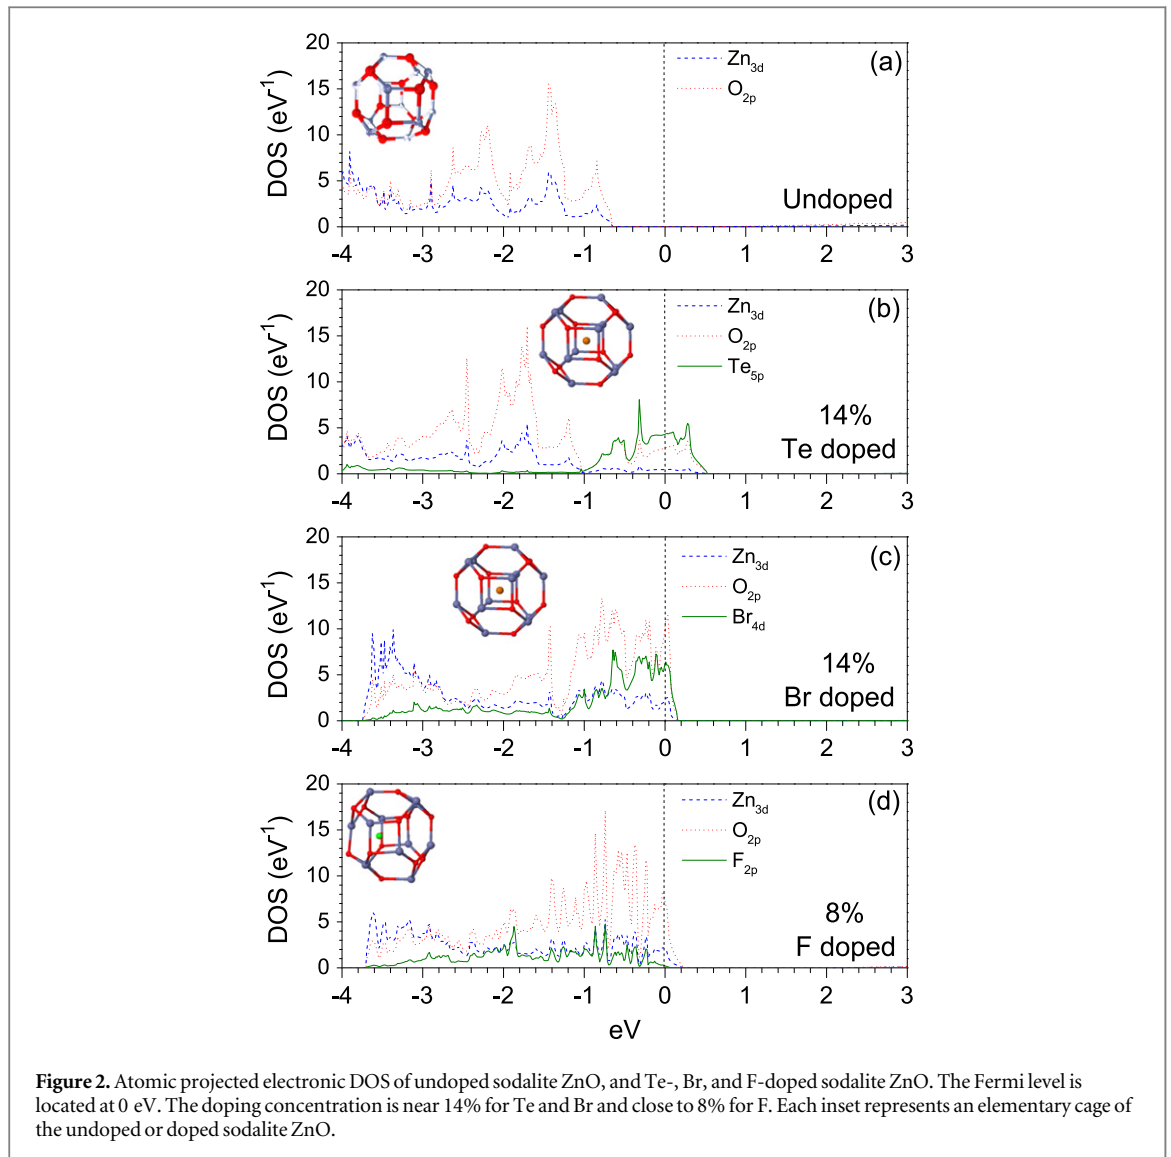 20
15
10
5
0
DOS (eV⁻¹)
Zn3d
O2p
(a)
Undoped
-4 -3 -2 -1 0 1 2 3
20
15
10
5
0
DOS (eV⁻¹)
Zn3d
O2p
Te5p
(b)
14%
Te doped
-4 -3 -2 -1 0 1 2 3
20
15
10
5
0
DOS (eV⁻¹)
Zn3d
O2p
Br4d
(c)
14%
Br doped
-4 -3 -2 -1 0 1 2 3
20
15
10
5
0
DOS (eV⁻¹)
Zn3d
O2p
F2p
(d)
8%
F doped
-4 -3 -2 -1 0 1 2 3
eV
Figure 2. Atomic projected electronic DOS of undoped sodalite ZnO, and Te-, Br, and F-doped sodalite ZnO. The Fermi level is
located at 0 eV. The doping concentration is near 14% for Te and Br and close to 8% for F. Each inset represents an elementary cage of
the undoped or doped sodalite ZnO.